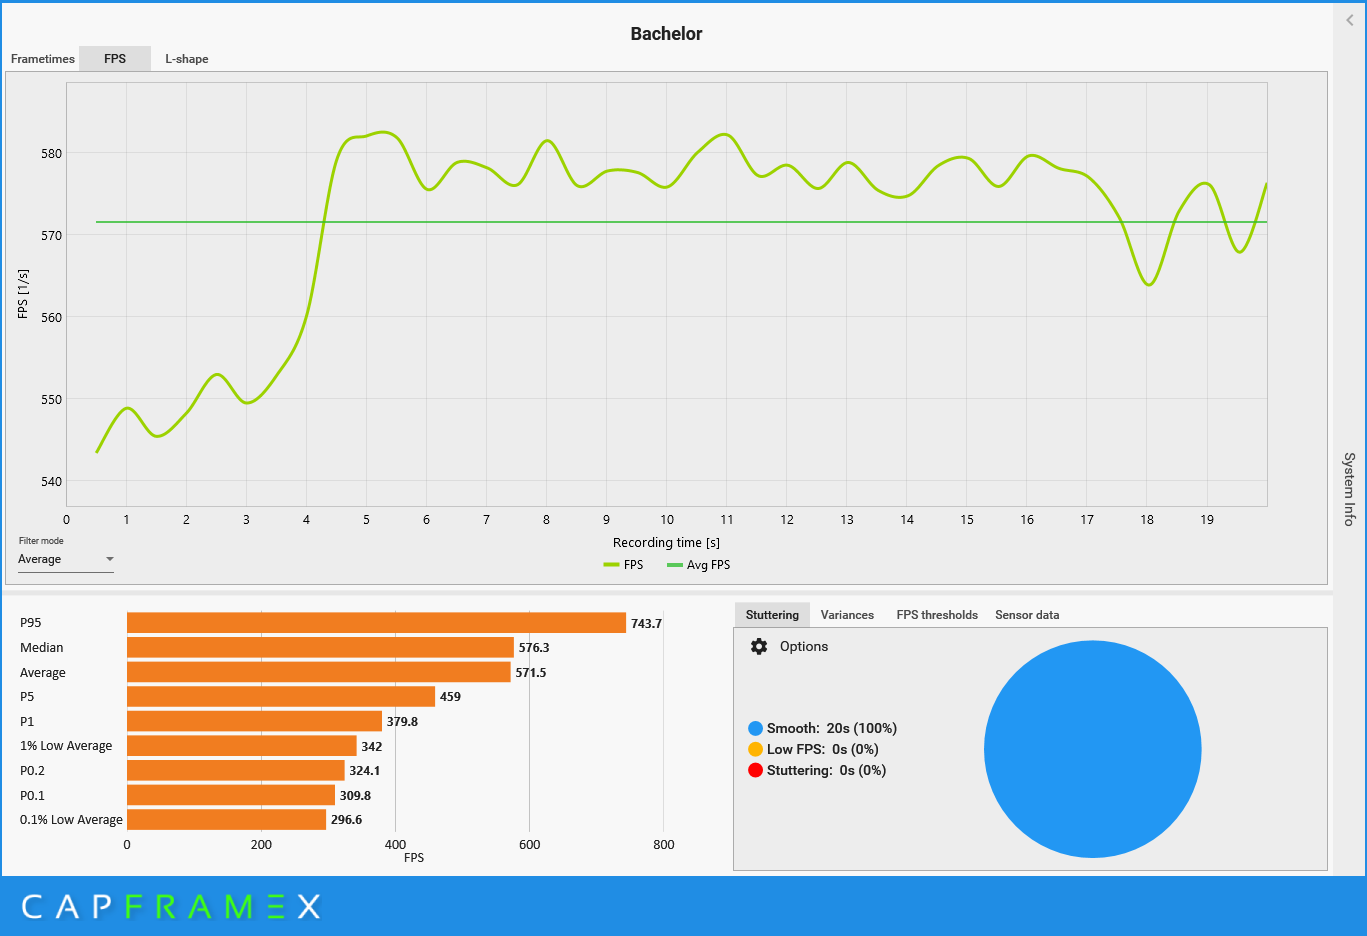 Bachelor
Frametimes FPS L-shape
580
570
560
550
540
FPS [1/s]
0 1 2 3 4 5 6 7 8 9 10 11 12 13 14 15 16 17 18 19
Recording time [s]
FPS Avg FPS
Filter mode
Average
System Info
P95 743.7
Median 576.3
Average 571.5
P5 459
P1 379.8
1% Low Average 342
P0.2 324.1
P0.1 309.8
0.1% Low Average 296.6
0 200 400 600 800
FPS
Stuttering Variances FPS thresholds Sensor data
Options
Smooth: 20s (100%)
Low FPS: 0s (0%)
Stuttering: 0s (0%)
CAPFRAMEX